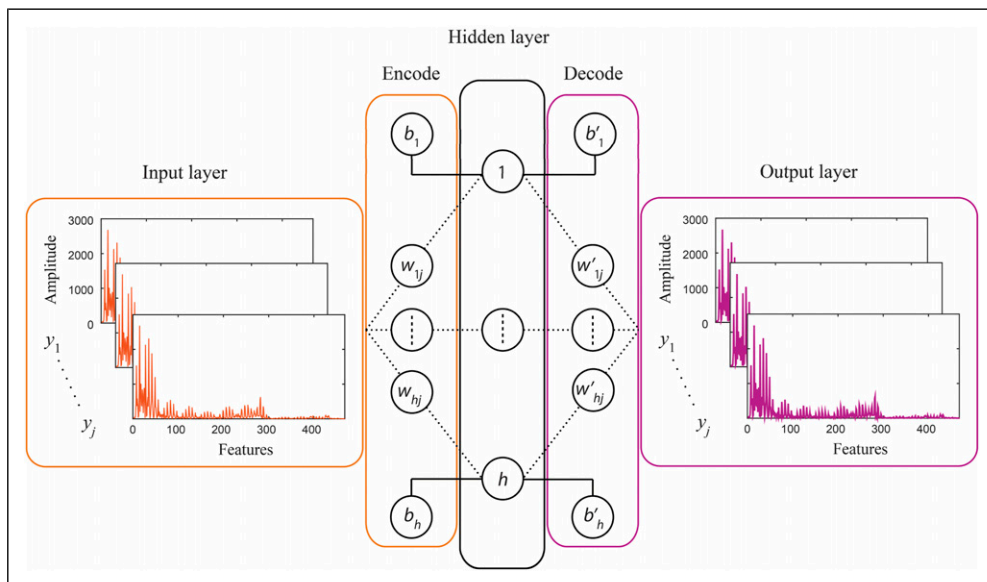 Hidden layer
Encode
Decode
b1
b'1
1
Input layer
Output layer
3000
2000
1000
0
Amplitude
w1j
w'1j
whj
w'hj
y1
yj
0 100 200 300 400
Features
h
bh
b'h
3000
2000
1000
0
Amplitude
y1
yj
0 100 200 300 400
Features